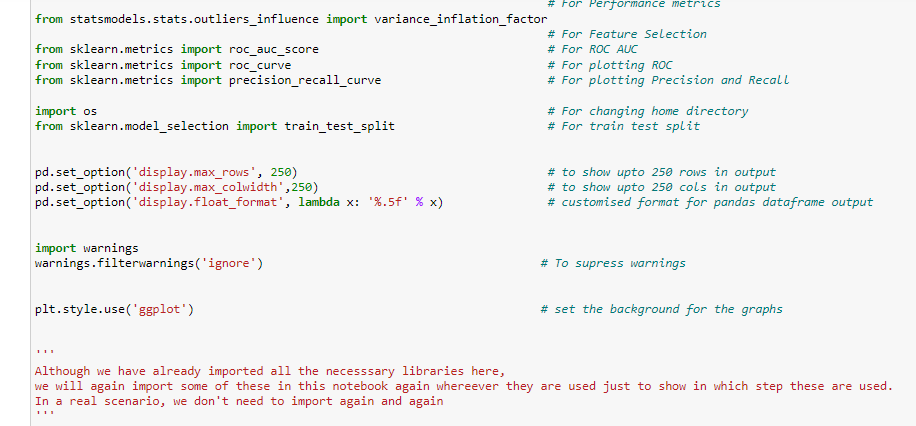 # For Performance metrics
from statsmodels.stats.outliers_influence import variance_inflation_factor
# For Feature Selection
from sklearn.metrics import roc_auc_score # For ROC AUC
from sklearn.metrics import roc_curve # For plotting ROC
from sklearn.metrics import precision_recall_curve # For plotting Precision and Recall
import os # For changing home directory
from sklearn.model_selection import train_test_split # For train test split
pd.set_option('display.max_rows', 250) # to show upto 250 rows in output
pd.set_option('display.max_colwidth',250) # to show upto 250 cols in output
pd.set_option('display.float_format', lambda x: '%.5f' % x) # customised format for pandas dataframe output
import warnings
warnings.filterwarnings('ignore') # To supress warnings
plt.style.use('ggplot') # set the background for the graphs
'''
Although we have already imported all the necesssary libraries here,
we will again import some of these in this notebook again whereever they are used just to show in which step these are used.
In a real scenario, we don't need to import again and again
'''